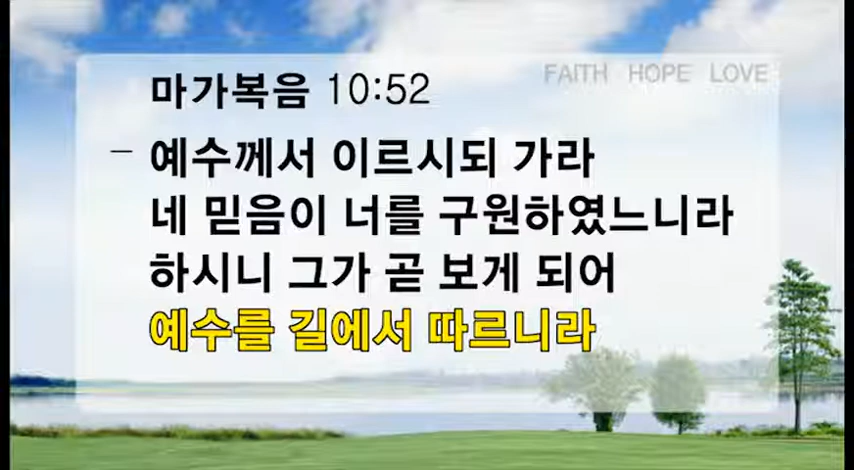 FAITH HOPE LOVE
마가복음 10:52
- 예수께서 이르시되 가라
네 믿음이 너를 구원하였느니라
하시니 그가 곧 보게 되어
예수를 길에서 따르니라